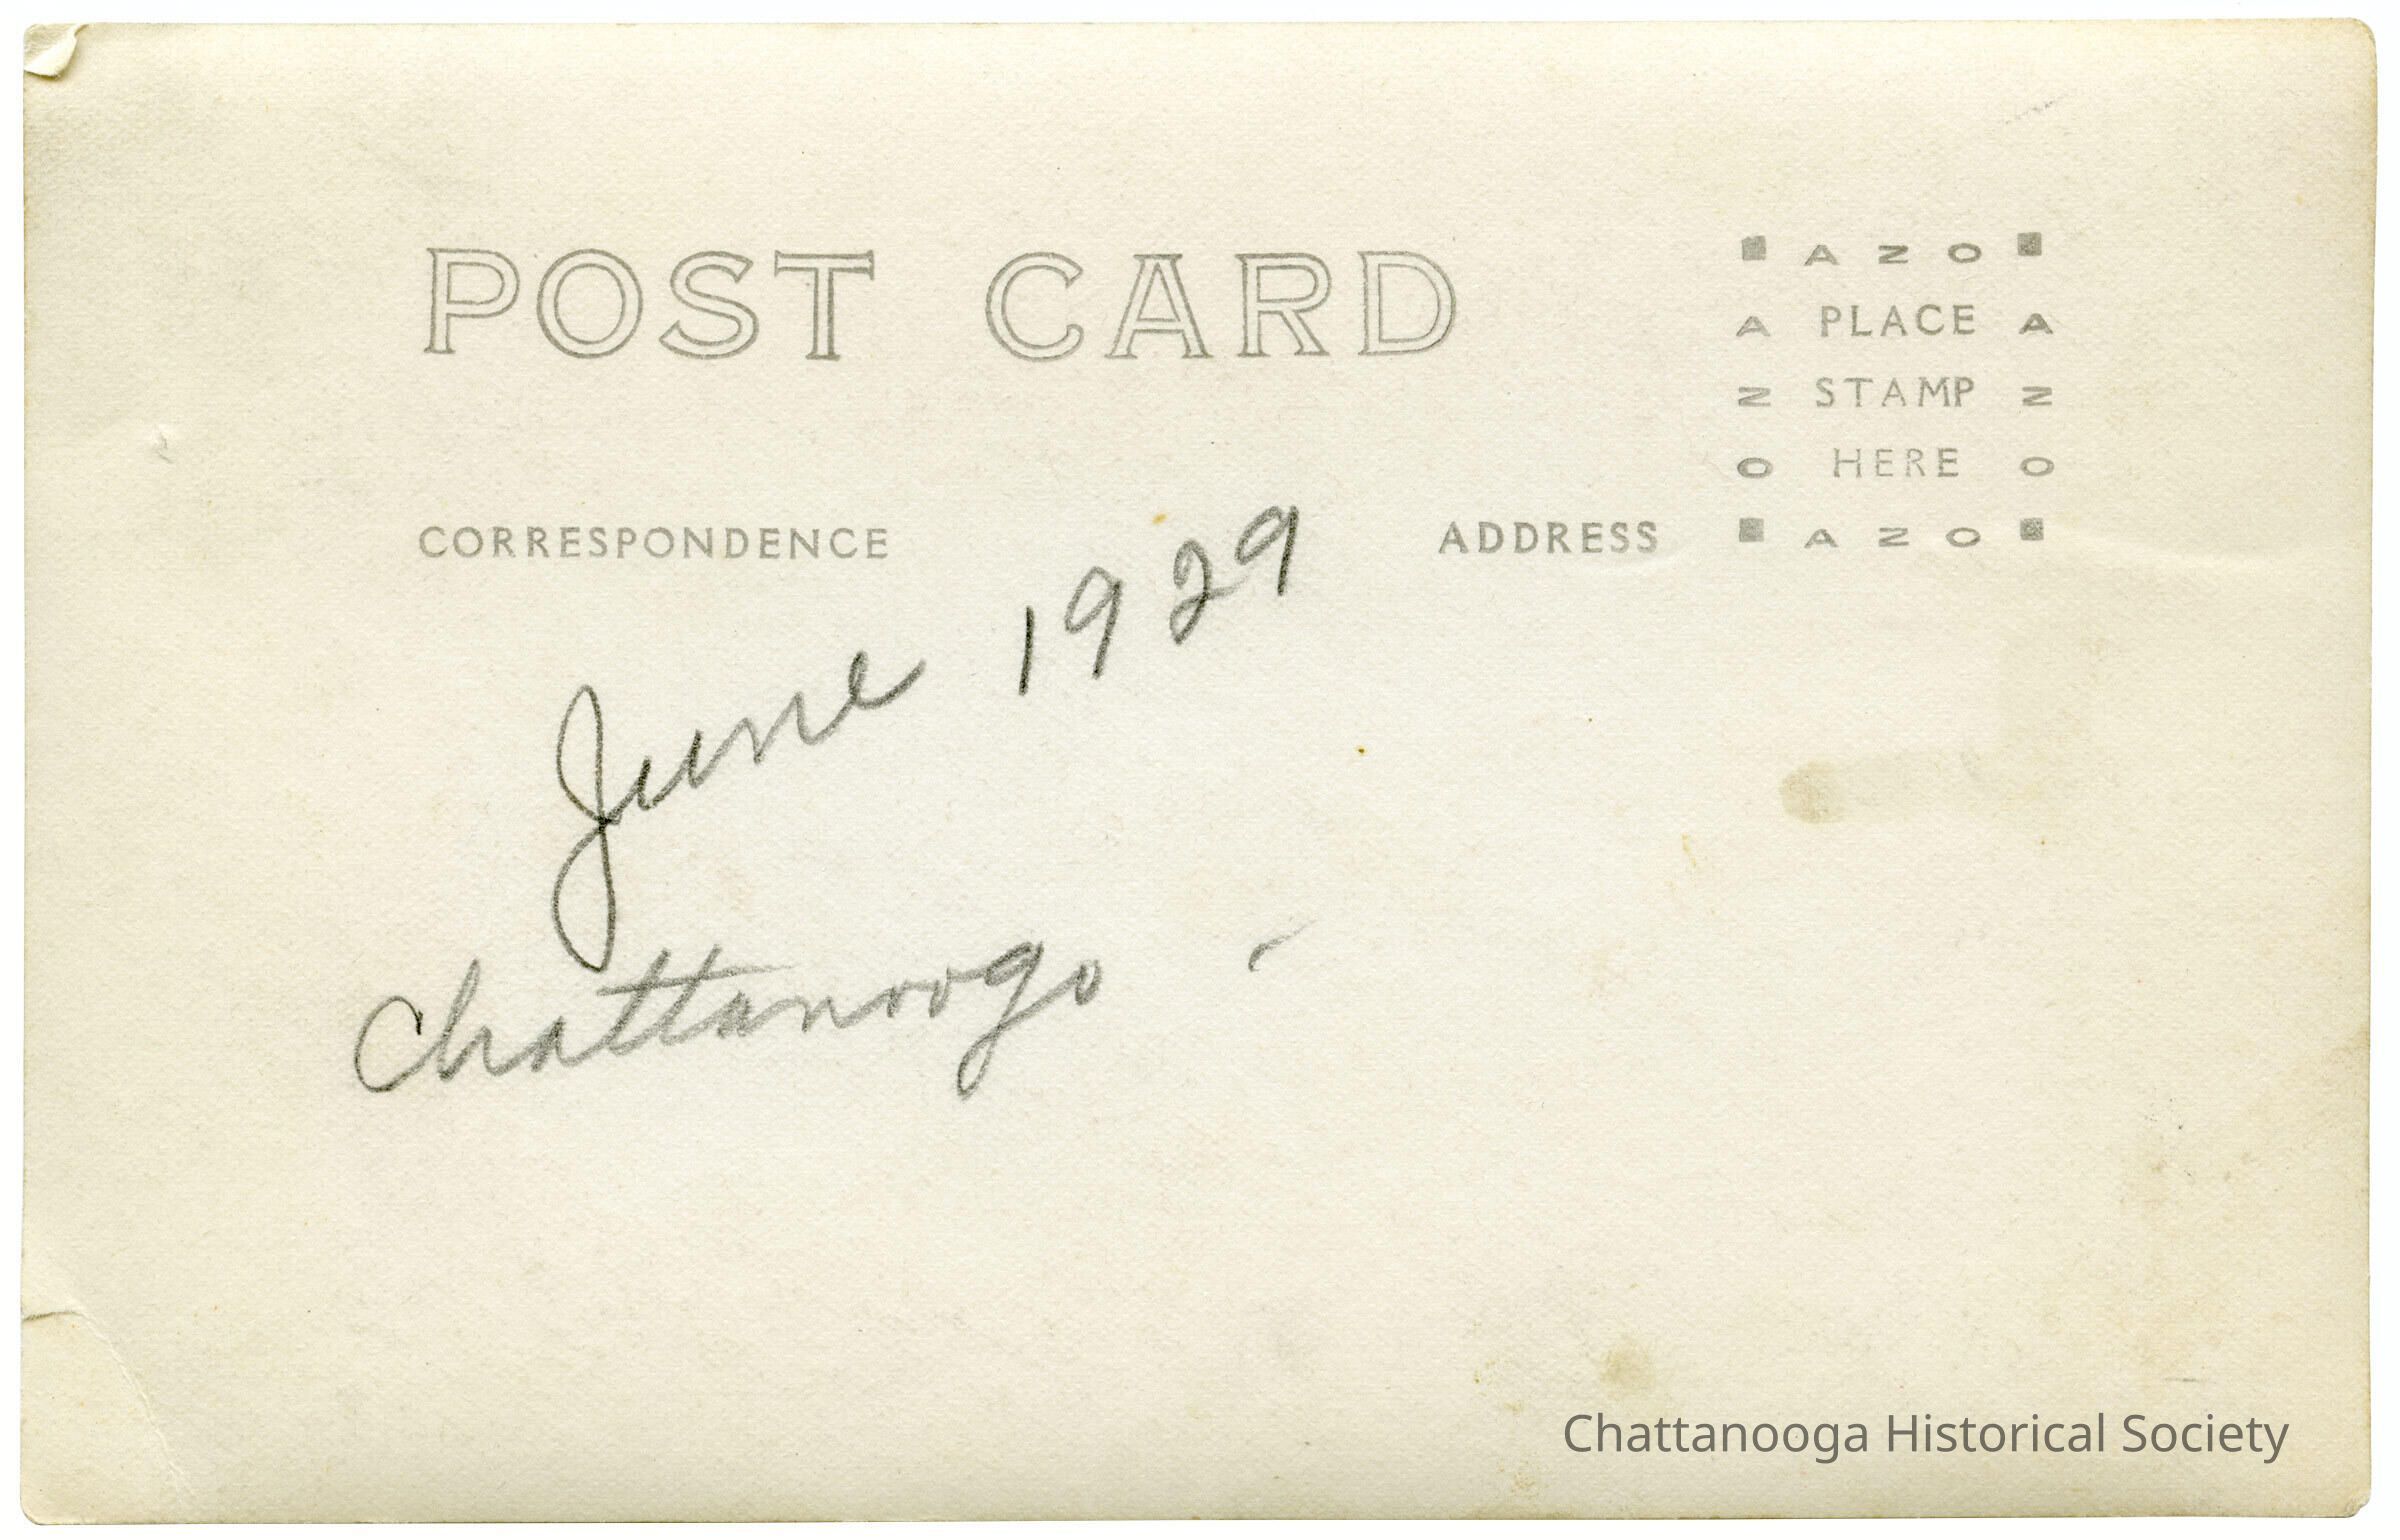 POST CARD
AZO
A PLACE A
Z STAMP Z
O HERE O
AZO
CORRESPONDENCE
ADDRESS
June 1929
Chattanooga -
Chattanooga Historical Society